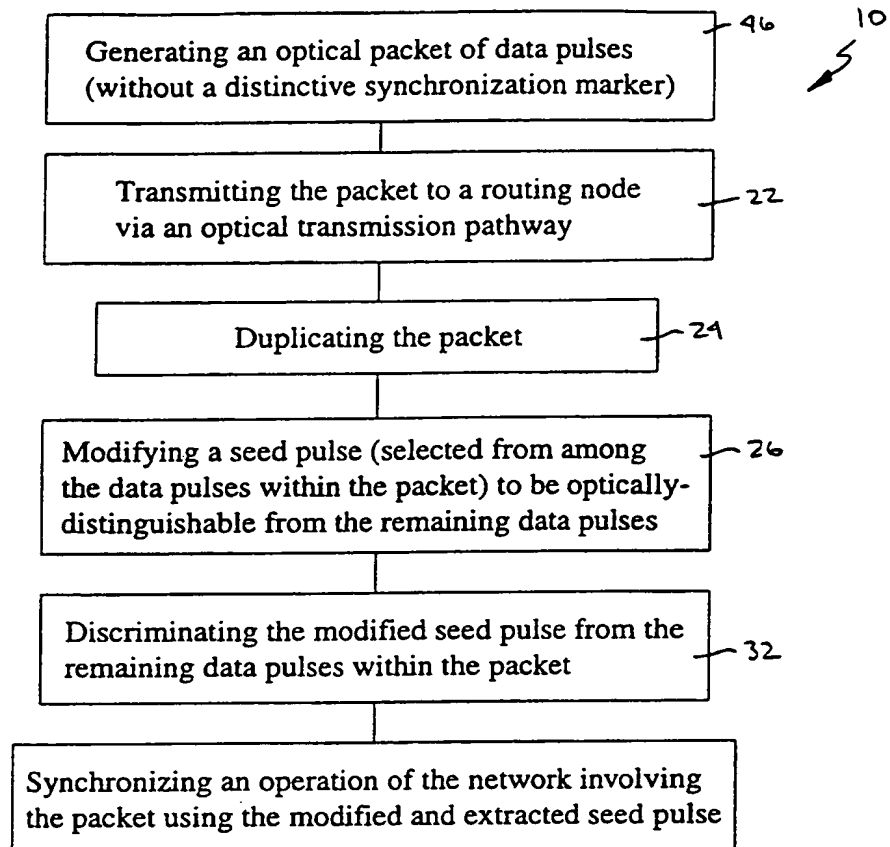 46
10
Generating an optical packet of data pulses
(without a distinctive synchronization marker)
Transmitting the packet to a routing node
via an optical transmission pathway
22
Duplicating the packet
24
Modifying a seed pulse (selected from among
the data pulses within the packet) to be optically-
distinguishable from the remaining data pulses
26
Discriminating the modified seed pulse from the
remaining data pulses within the packet
32
Synchronizing an operation of the network involving
the packet using the modified and extracted seed pulse